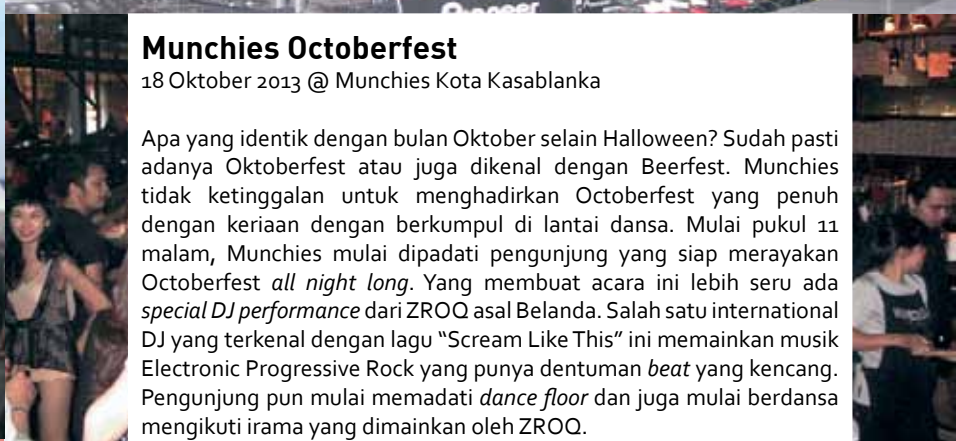 Pioneer
Munchies Octoberfest
18 Oktober 2013 @ Munchies Kota Kasablanka
Apa yang identik dengan bulan Oktober selain Halloween? Sudah pasti
adanya Oktoberfest atau juga dikenal dengan Beerfest. Munchies
tidak ketinggalan untuk menghadirkan Octoberfest yang penuh
dengan keriaan dengan berkumpul di lantai dansa. Mulai pukul 11
malam, Munchies mulai dipadati pengunjung yang siap merayakan
Octoberfest all night long. Yang membuat acara ini lebih seru ada
special DJ performance dari ZROQ asal Belanda. Salah satu international
DJ yang terkenal dengan lagu “Scream Like This” ini memainkan musik
Electronic Progressive Rock yang punya dentuman beat yang kencang.
Pengunjung pun mulai memadati dance floor dan juga mulai berdansa
mengikuti irama yang dimainkan oleh ZROQ.